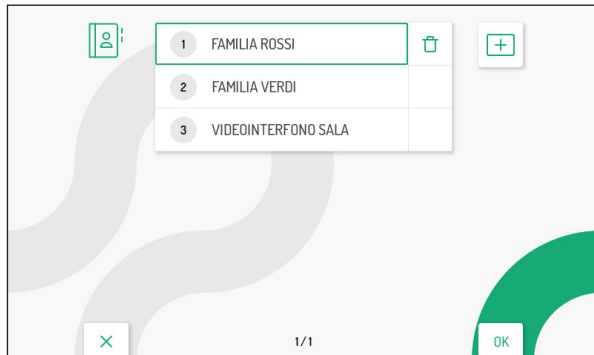 1 FAMILIA ROSSI
2 FAMILIA VERDI
3 VIDEOINTERFONO SALA
1/1
OK